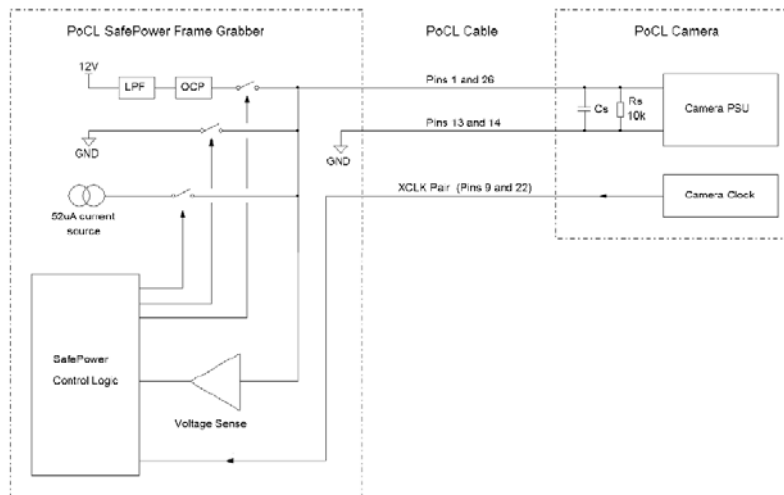 PoCL SafePower Frame Grabber
PoCL Cable
PoCL Camera
12V
LPF
OCP
Pins 1 and 26
Cs
Rs
10k
Camera PSU
GND
Pins 13 and 14
GND
XCLK Pair (Pins 9 and 22)
Camera Clock
52uA current
source
SafePower
Control Logic
Voltage Sense